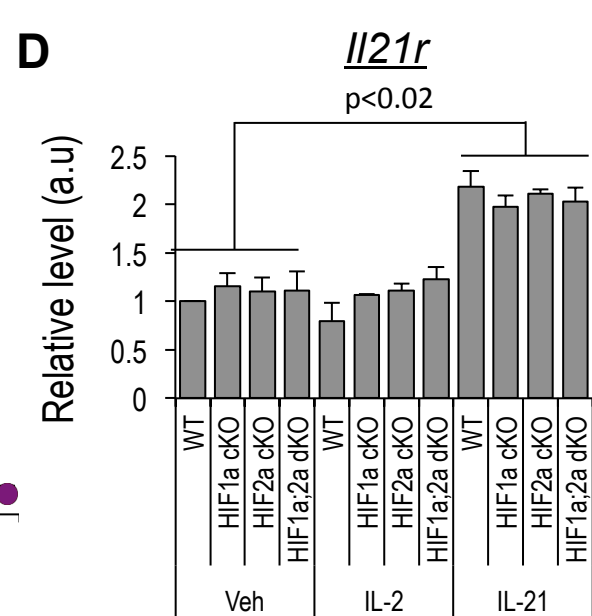 D
Il21r
p<0.02
Relative level (a.u)
2.5
2
1.5
1
0.5
0
WT
HIF1a cKO
HIF2a cKO
HIF1a;2a dKO
WT
HIF1a cKO
HIF2a cKO
HIF1a;2a dKO
WT
HIF1a cKO
HIF2a cKO
HIF1a;2a dKO
Veh
IL-2
IL-21